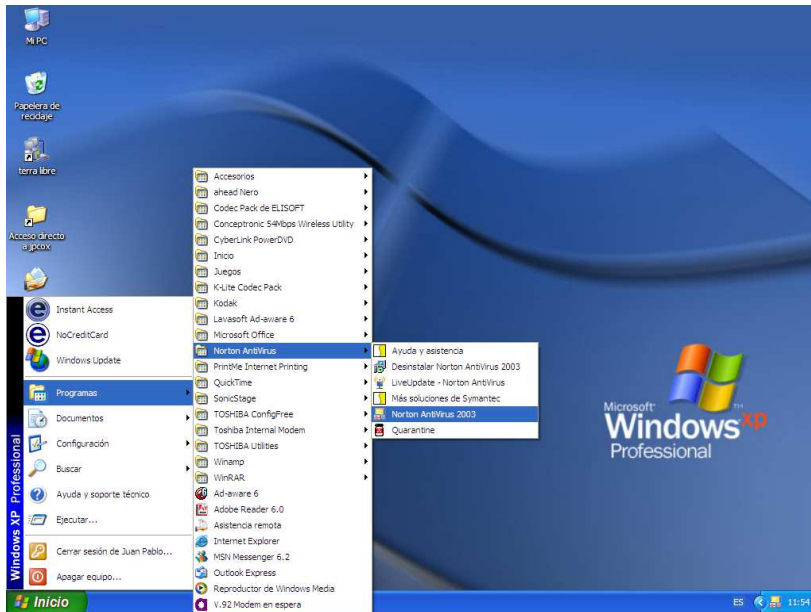 Mi PC
Papelera de
reciclaje
terra libre
Acceso directo
a jpcox
Instant Access
NoCreditCard
Windows Update
Programas
Documentos
Configuración
Buscar
Ayuda y soporte técnico
Ejecutar...
Cerrar sesión de Juan Pablo...
Apagar equipo...
Windows XP Professional
Inicio
Accesorios
ahead Nero
Codec Pack de ELISOFT
Conceptronic 54Mbps Wireless Utility
CyberLink PowerDVD
Inicio
Juegos
K-Lite Codec Pack
Kodak
Lavasoft Ad-aware 6
Microsoft Office
Norton AntiVirus
PrintMe Internet Printing
QuickTime
SonicStage
TOSHIBA ConfigFree
Toshiba Internal Modem
TOSHIBA Utilities
Winamp
WinRAR
Ad-aware 6
Adobe Reader 6.0
Asistencia remota
Internet Explorer
MSN Messenger 6.2
Outlook Express
Reproductor de Windows Media
V.92 Modem en espera
Ayuda y asistencia
Desinstalar Norton AntiVirus 2003
LiveUpdate - Norton AntiVirus
Más soluciones de Symantec
Norton AntiVirus 2003
Quarantine
Microsoft
TM
Windows xp
Professional
ES
11:54